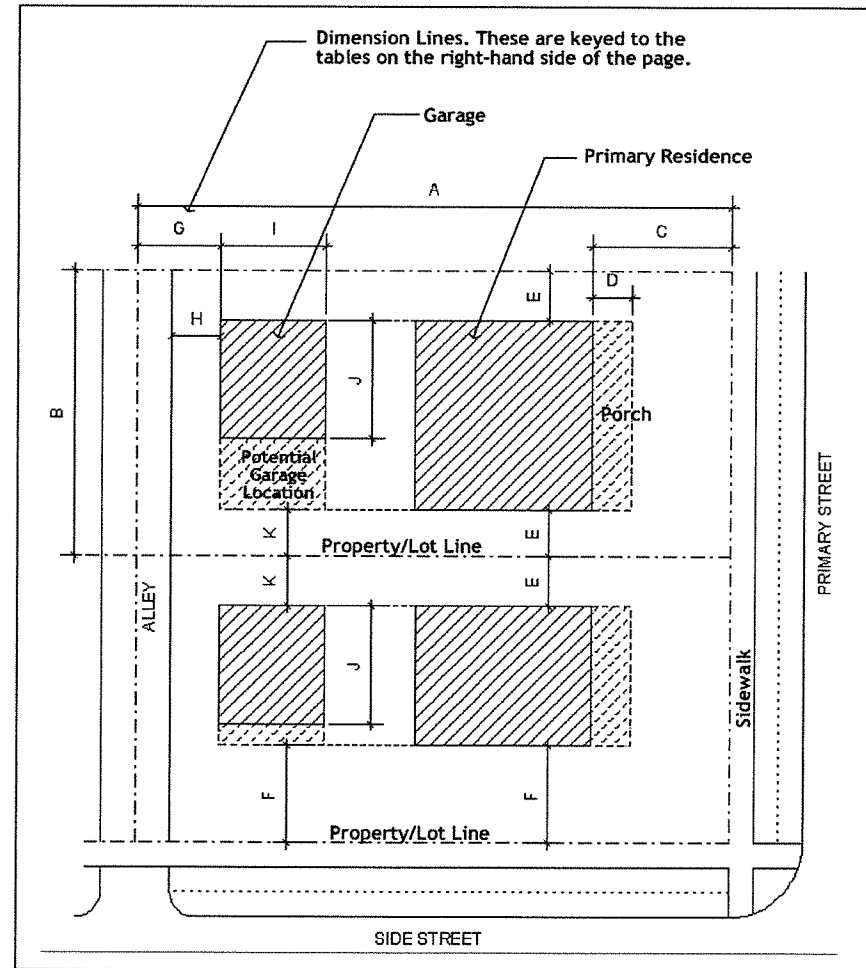 Dimension Lines. These are keyed to the
tables on the right-hand side of the page.
Garage
Primary Residence
A
G
I
C
D
E
H
J
B
Porch
Potential
Garage
Location
K
E
Property/Lot Line
K
E
PRIMARY STREET
ALLEY
J
Sidewalk
F
F
Property/Lot Line
SIDE STREET